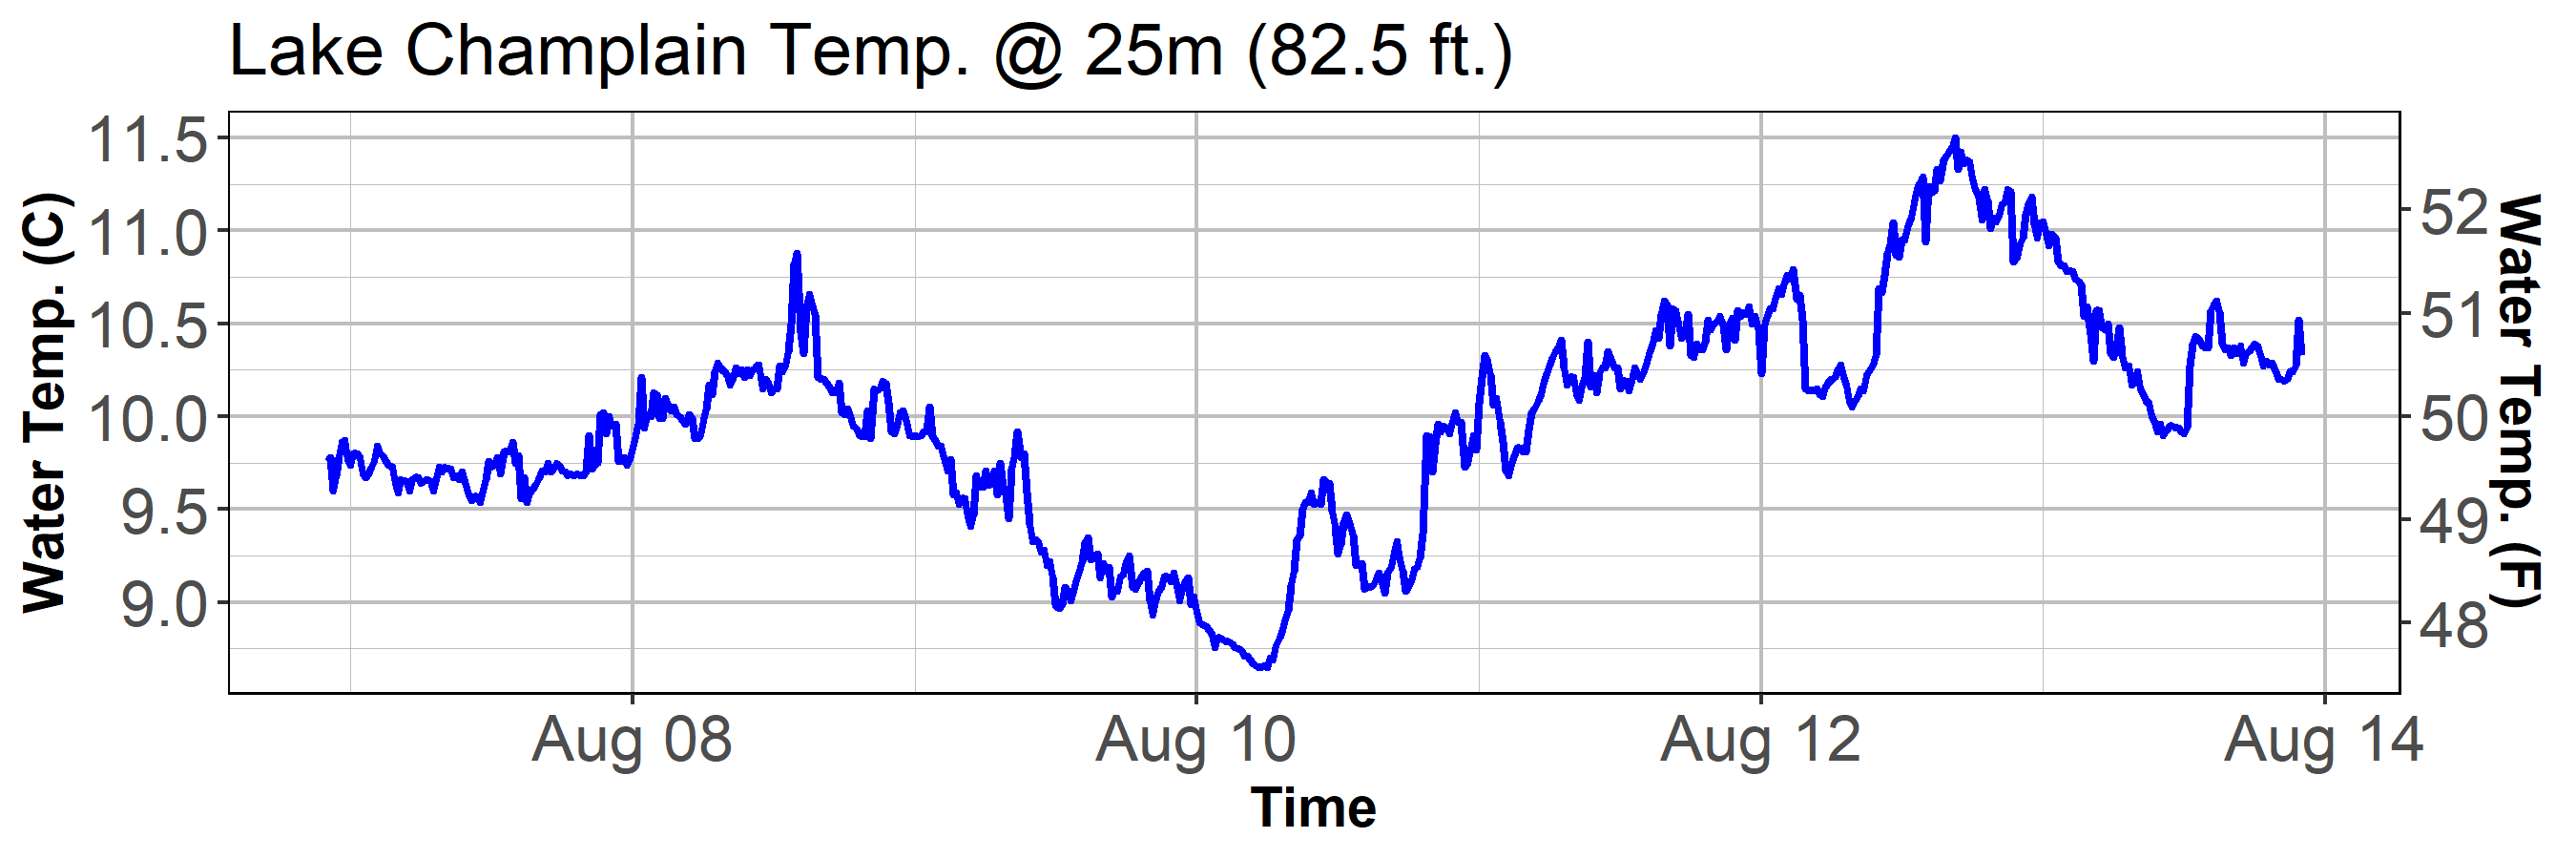 Lake Champlain Temp. @ 25m (82.5 ft.)
Water Temp. (C)
11.5
11.0
10.5
10.0
9.5
9.0
52
51
50
49
48
Water Temp. (F)
Aug 08 Aug 10 Aug 12 Aug 14
Time